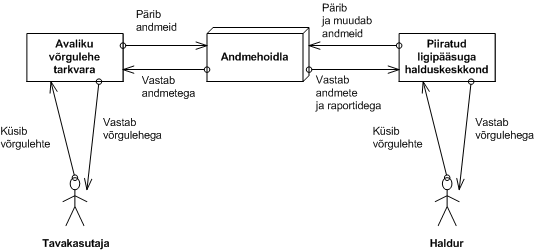 Pärib
andmeid
Pärib
ja muudab
andmeid
Avaliku
võrgulehe
tarkvara
Andmehoidla
Piiratud
ligipääsuga
halduskeskkond
Vastab
andmetega
Vastab
andmete
ja raportidega
Küsib
võrgulehte
Vastab
võrgulehega
Küsib
võrgulehte
Vastab
võrgulehega
Tavakasutaja
Haldur